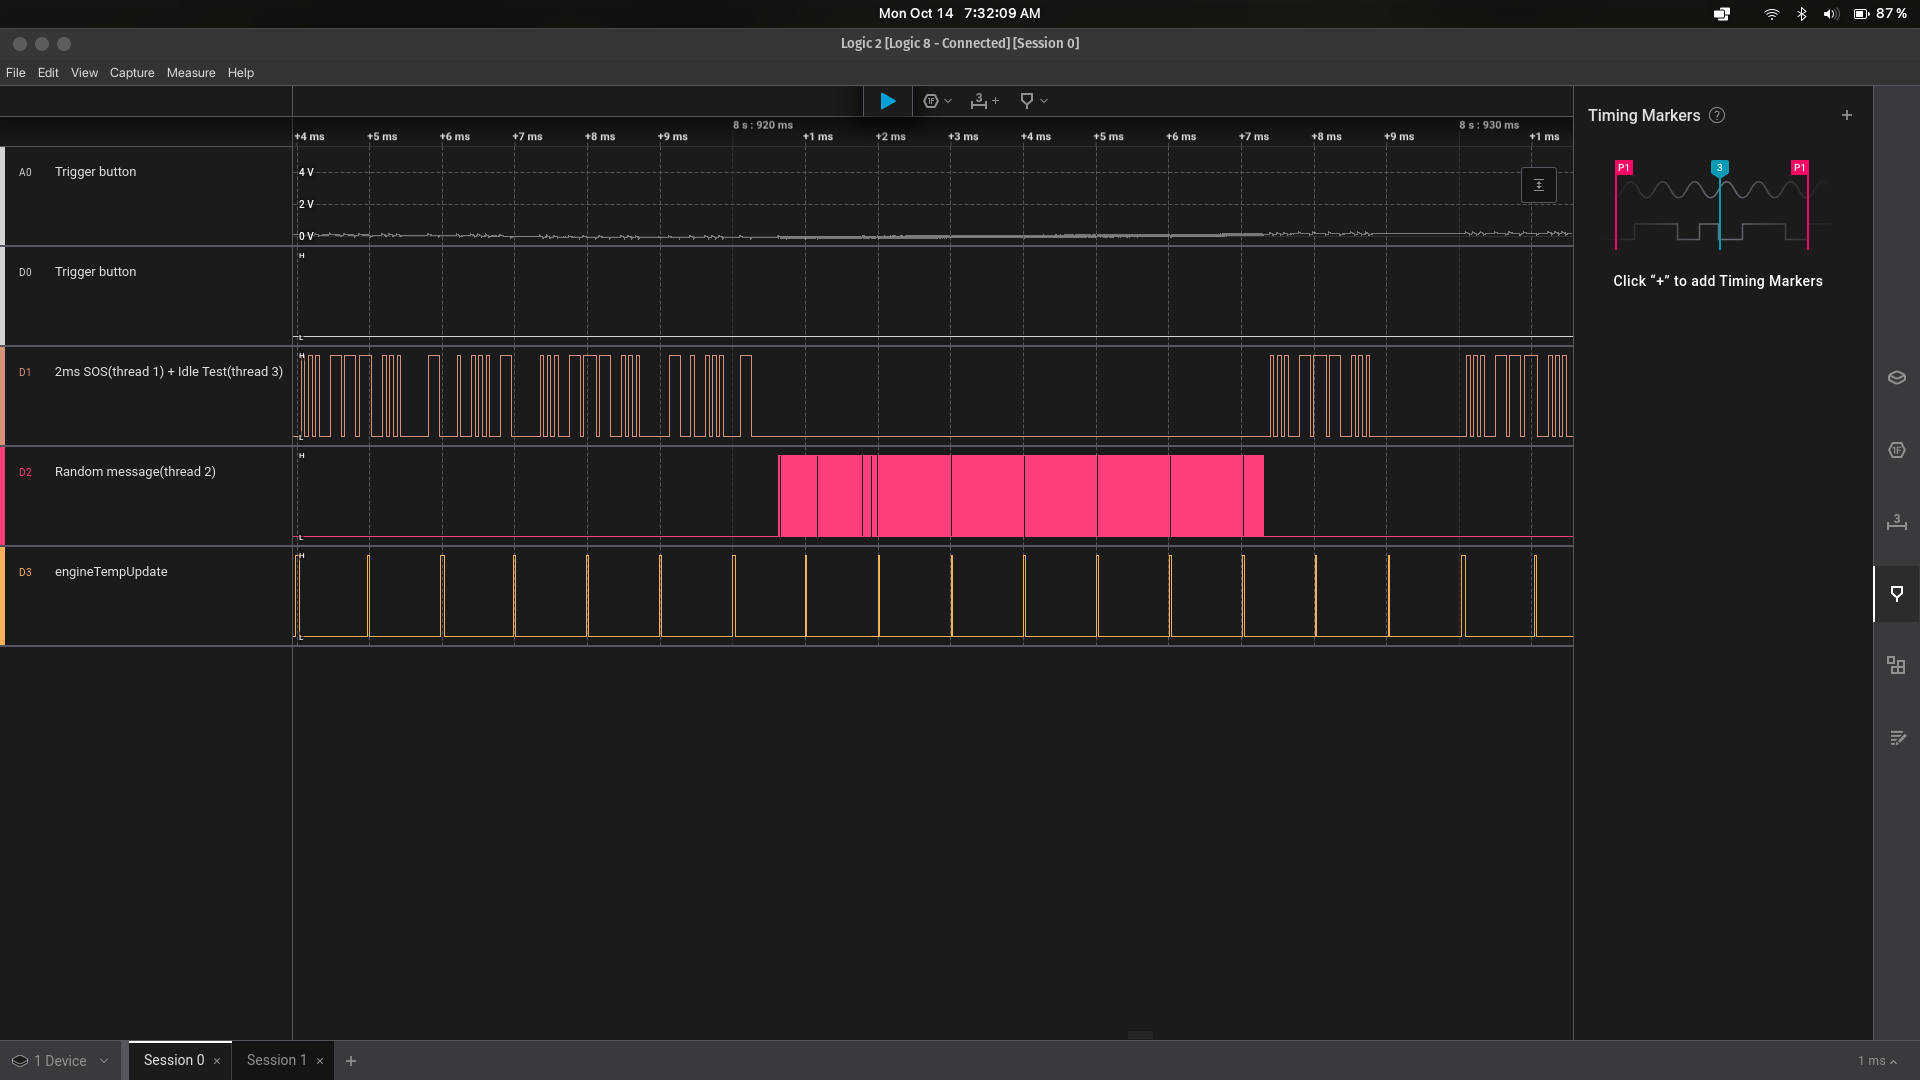 Mon Oct 14 7:32:09 AM
87 %
Logic 2 [Logic 8 - Connected] [Session 0]
File Edit View Capture Measure Help
1F
3 +
8 s : 920 ms 8 s : 930 ms
+4 ms +5 ms +6 ms +7 ms +8 ms +9 ms +1 ms +2 ms +3 ms +4 ms +5 ms +6 ms +7 ms +8 ms +9 ms +1 ms
A0 Trigger button
4 V
2 V
0 V
D0 Trigger button
H
L
D1 2ms SOS(thread 1) + Idle Test(thread 3)
H
L
D2 Random message(thread 2)
H
L
D3 engineTempUpdate
H
L
Timing Markers ? +
P1 3 P1
Click “+” to add Timing Markers
1F
3
1 Device Session 0 × Session 1 × +
1 ms